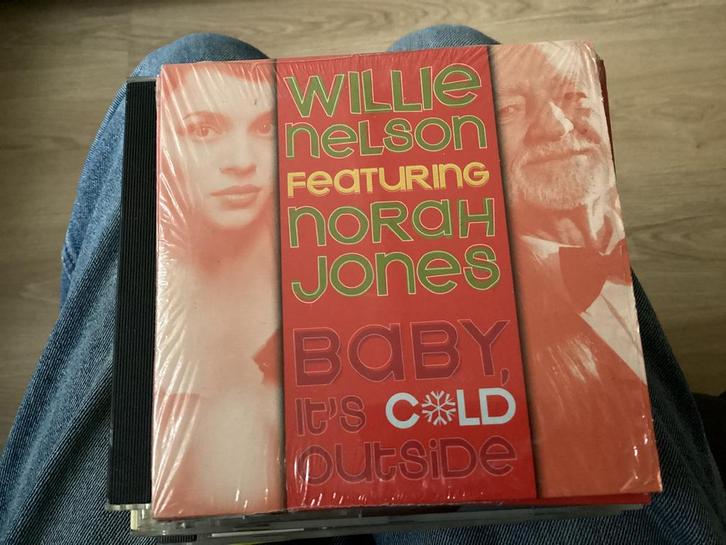 WILLIE
NELSON
FEATURING
NORAH
JONES
BABY,
IT'S COLD
OUTSIDE